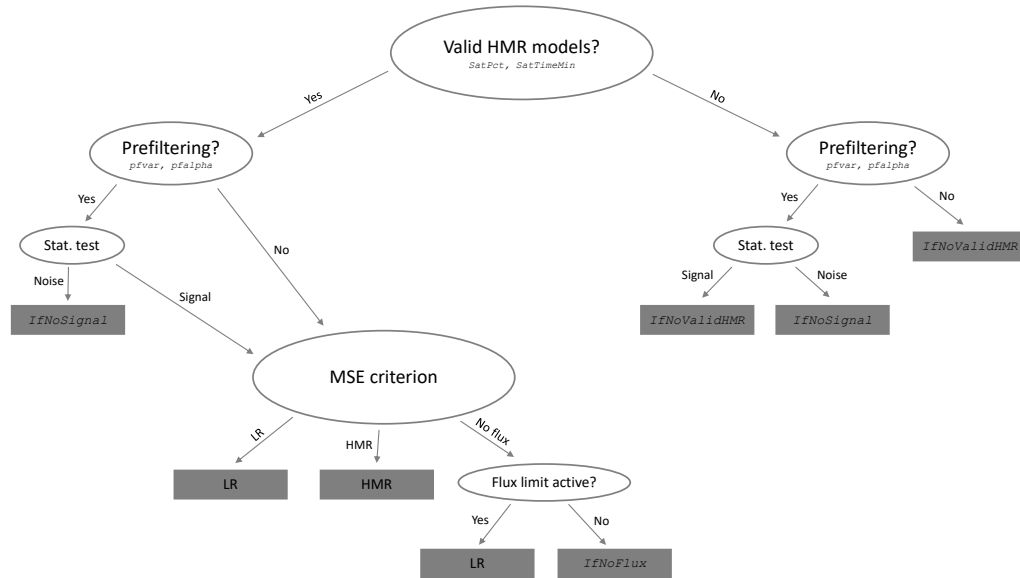 Valid HMR models?
SatPct, SatTimeMin
Yes
No
Prefiltering?
pfvar, pfalpha
Prefiltering?
pfvar, pfalpha
Yes
No
Yes
No
Stat. test
Stat. test
IfNoValidHMR
Noise
Signal
Signal
Noise
IfNoSignal
IfNoValidHMR
IfNoSignal
MSE criterion
LR
HMR
No flux
LR
HMR
Flux limit active?
Yes
No
LR
IfNoFlux